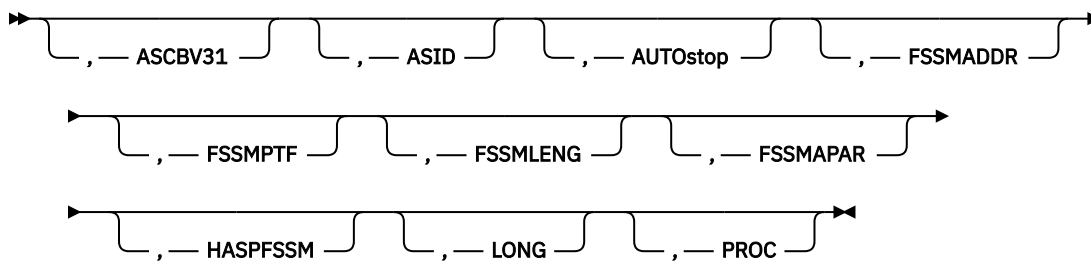 , ASCBV31 , ASID , AUTOstop , FSSMADDR
, FSSMPTF , FSSMLENG , FSSMAPAR
, HASPFSSM , LONG , PROC